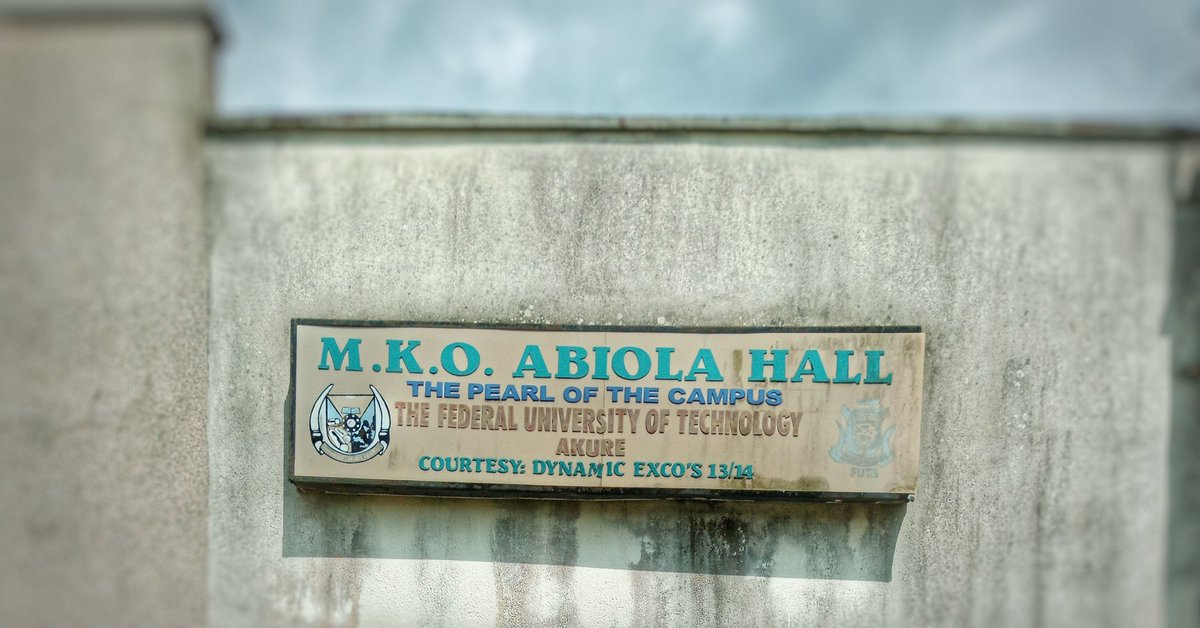 M.K.O. ABIOLA HALL
THE PEARL OF THE CAMPUS
THE FEDERAL UNIVERSITY OF TECHNOLOGY
AKURE
COURTESY: DYNAMIC EXCO'S 13/14